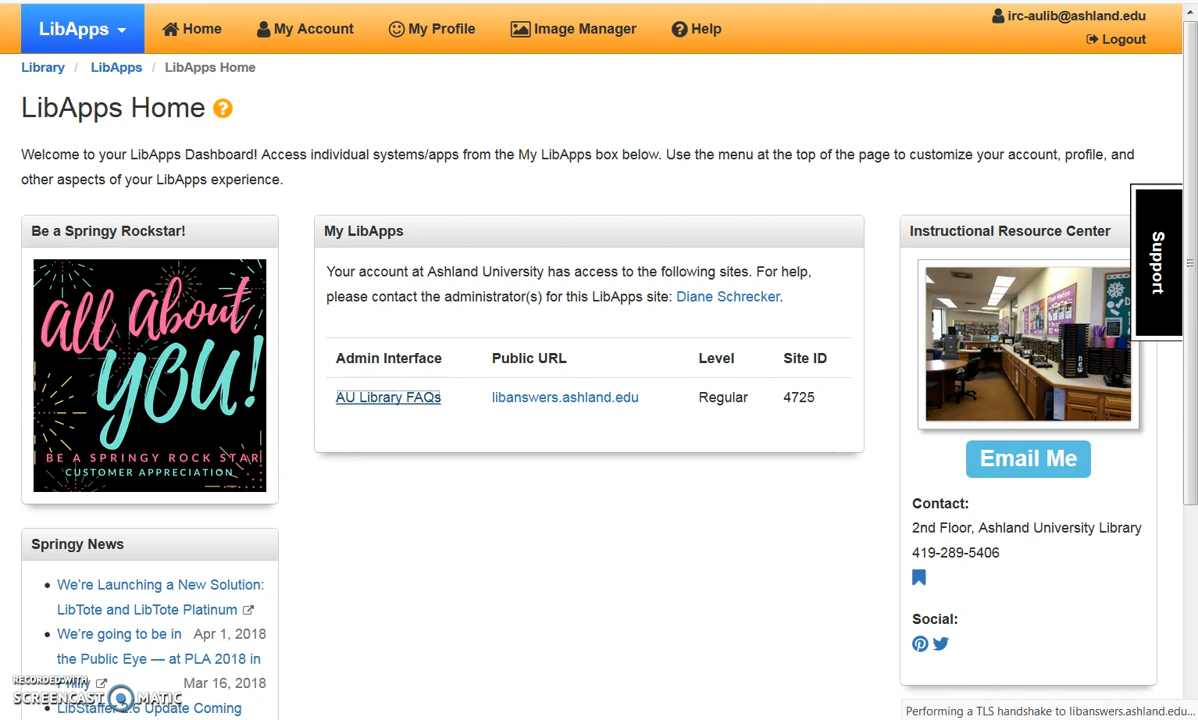 LibApps
Home
My Account
My Profile
Image Manager
Help
irc-aulib@ashland.edu
Logout
Library / LibApps / LibApps Home
LibApps Home ?
Welcome to your LibApps Dashboard! Access individual systems/apps from the My LibApps box below. Use the menu at the top of the page to customize your account, profile, and
other aspects of your LibApps experience.
Be a Springy Rockstar!
All About
YOU!
BE A SPRINGY ROCK STAR
CUSTOMER APPRECIATION
Springy News
We're Launching a New Solution:
LibTote and LibTote Platinum
Apr 1, 2018
We're going to be in
the Public Eye — at PLA 2018 in
Philly
Mar 16, 2018
LibStaffer 2.6 Update Coming
RECORDED WITH
SCREENCAST MATIC
My LibApps
Your account at Ashland University has access to the following sites. For help,
please contact the administrator(s) for this LibApps site: Diane Schrecker.
Admin Interface Public URL Level Site ID
AU Library FAQs libanswers.ashland.edu Regular 4725
Instructional Resource Center
Email Me
Contact:
2nd Floor, Ashland University Library
419-289-5406
Social:
Support
Performing a TLS handshake to libanswers.ashland.edu...